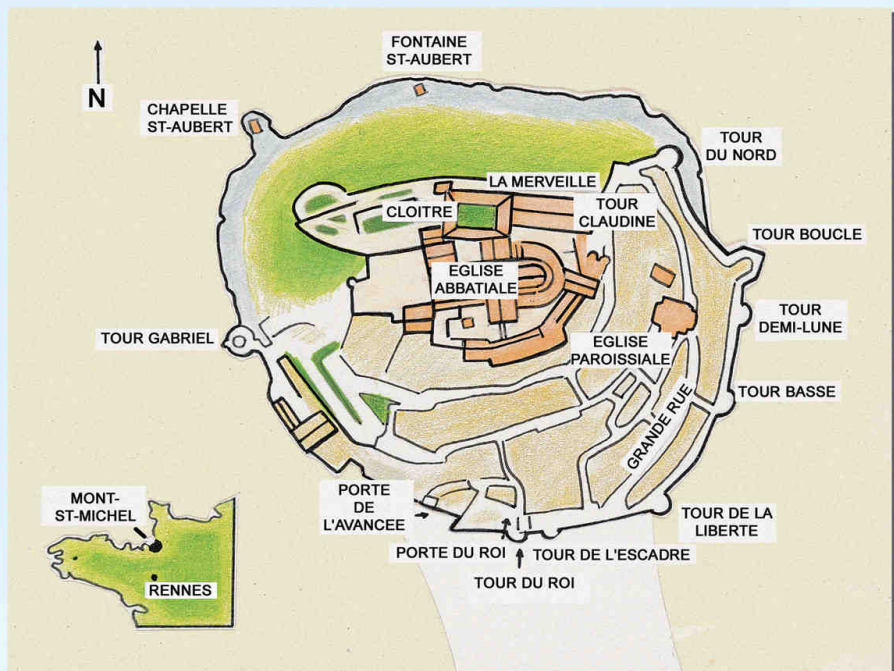 FONTAINE
ST-AUBERT
N
CHAPELLE
ST-AUBERT
TOUR
DU NORD
LA MERVEILLE
CLOITRE
TOUR
CLAUDINE
TOUR BOUCLE
EGLISE
ABBATIALE
TOUR
DEMI-LUNE
TOUR GABRIEL
EGLISE
PAROISSIALE
TOUR BASSE
GRANDE RUE
MONT-
ST-MICHEL
PORTE
DE
L'AVANCEE
TOUR DE LA
LIBERTE
PORTE DU ROI
TOUR DE L'ESCADRE
TOUR DU ROI
RENNES